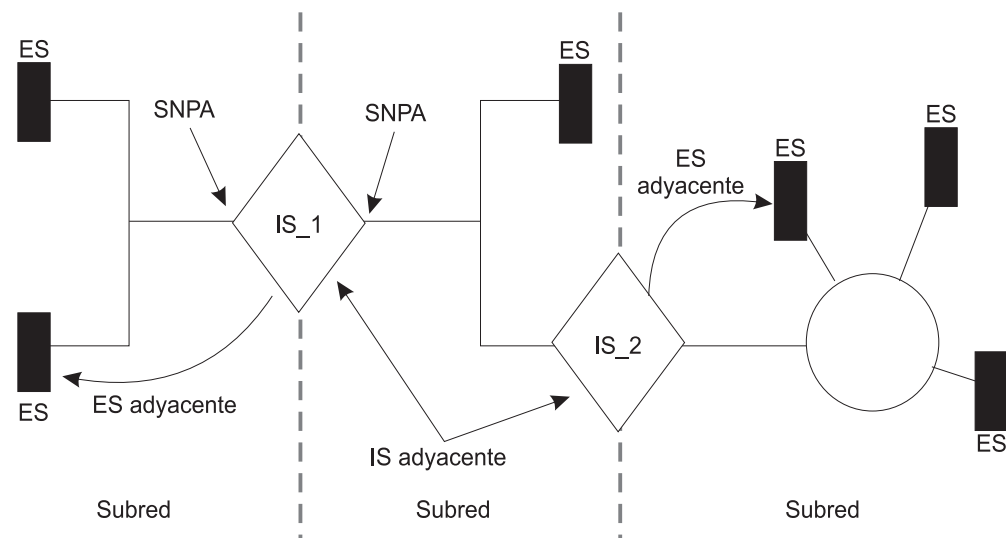 ES
ES
ES
SNPA
SNPA
ES
ES
adyacente
IS_1
IS_2
ES adyacente
ES
IS adyacente
ES
Subred
Subred
Subred